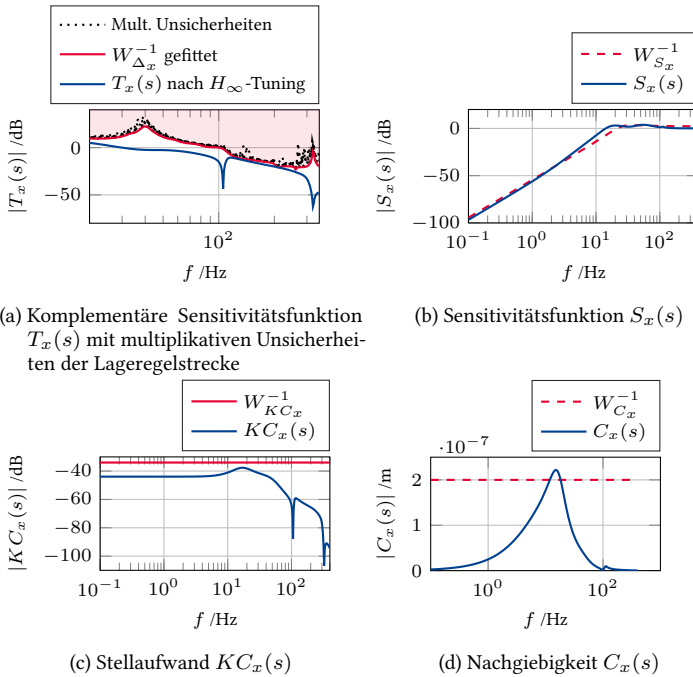 Mult. Unsicherheiten
W_{Δ_x}^{-1} gefittet
T_x(s) nach H_∞-Tuning
|T_x(s)| /dB
0
−50
10^2
f /Hz
(a) Komplementäre Sensitivitätsfunktion
T_x(s) mit multiplikativen Unsicherhei-
ten der Lageregelstrecke
W_{S_x}^{-1}
S_x(s)
|S_x(s)| /dB
0
−50
−100
10^{−1} 10^0 10^1 10^2
f /Hz
(b) Sensitivitätsfunktion S_x(s)
W_{KC_x}^{-1}
KC_x(s)
|KC_x(s)| /dB
−40
−60
−80
−100
10^{−1} 10^0 10^1 10^2
f /Hz
(c) Stellaufwand KC_x(s)
W_{C_x}^{-1}
C_x(s)
·10^{−7}
|C_x(s)| /m
2
1
0
10^0 10^2
f /Hz
(d) Nachgiebigkeit C_x(s)